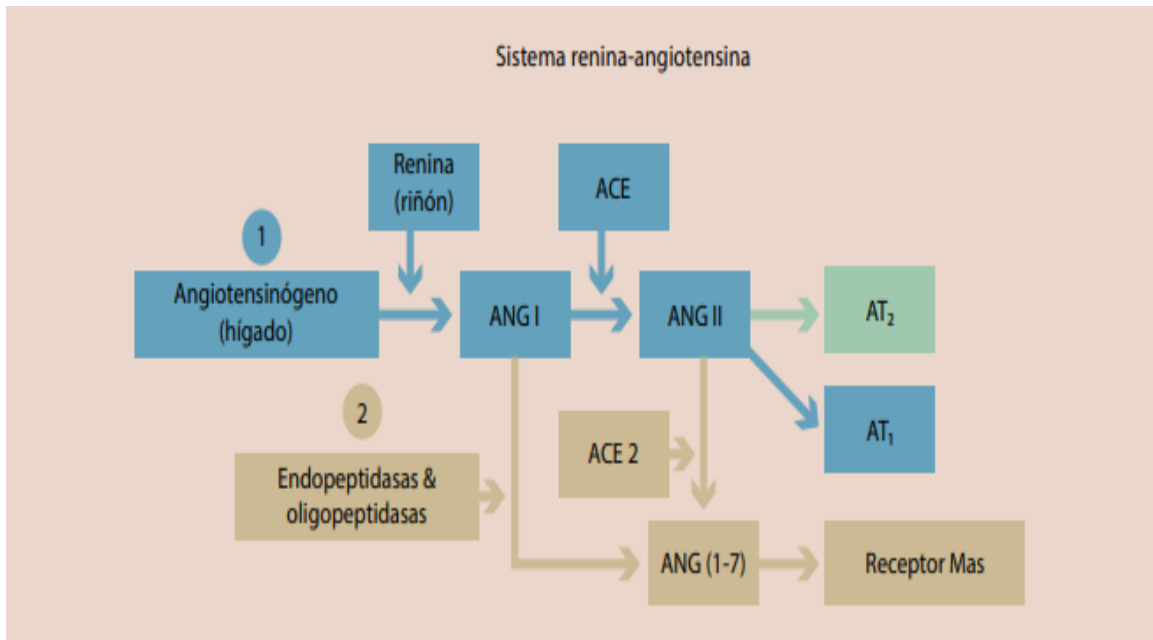 Sistema renina-angiotensina
Renina
(riñón)
ACE
1
Angiotensinógeno
(hígado)
ANG I
ANG II
AT₂
AT₁
2
Endopeptidasas &
oligopeptidasas
ACE 2
ANG (1-7)
Receptor Mas